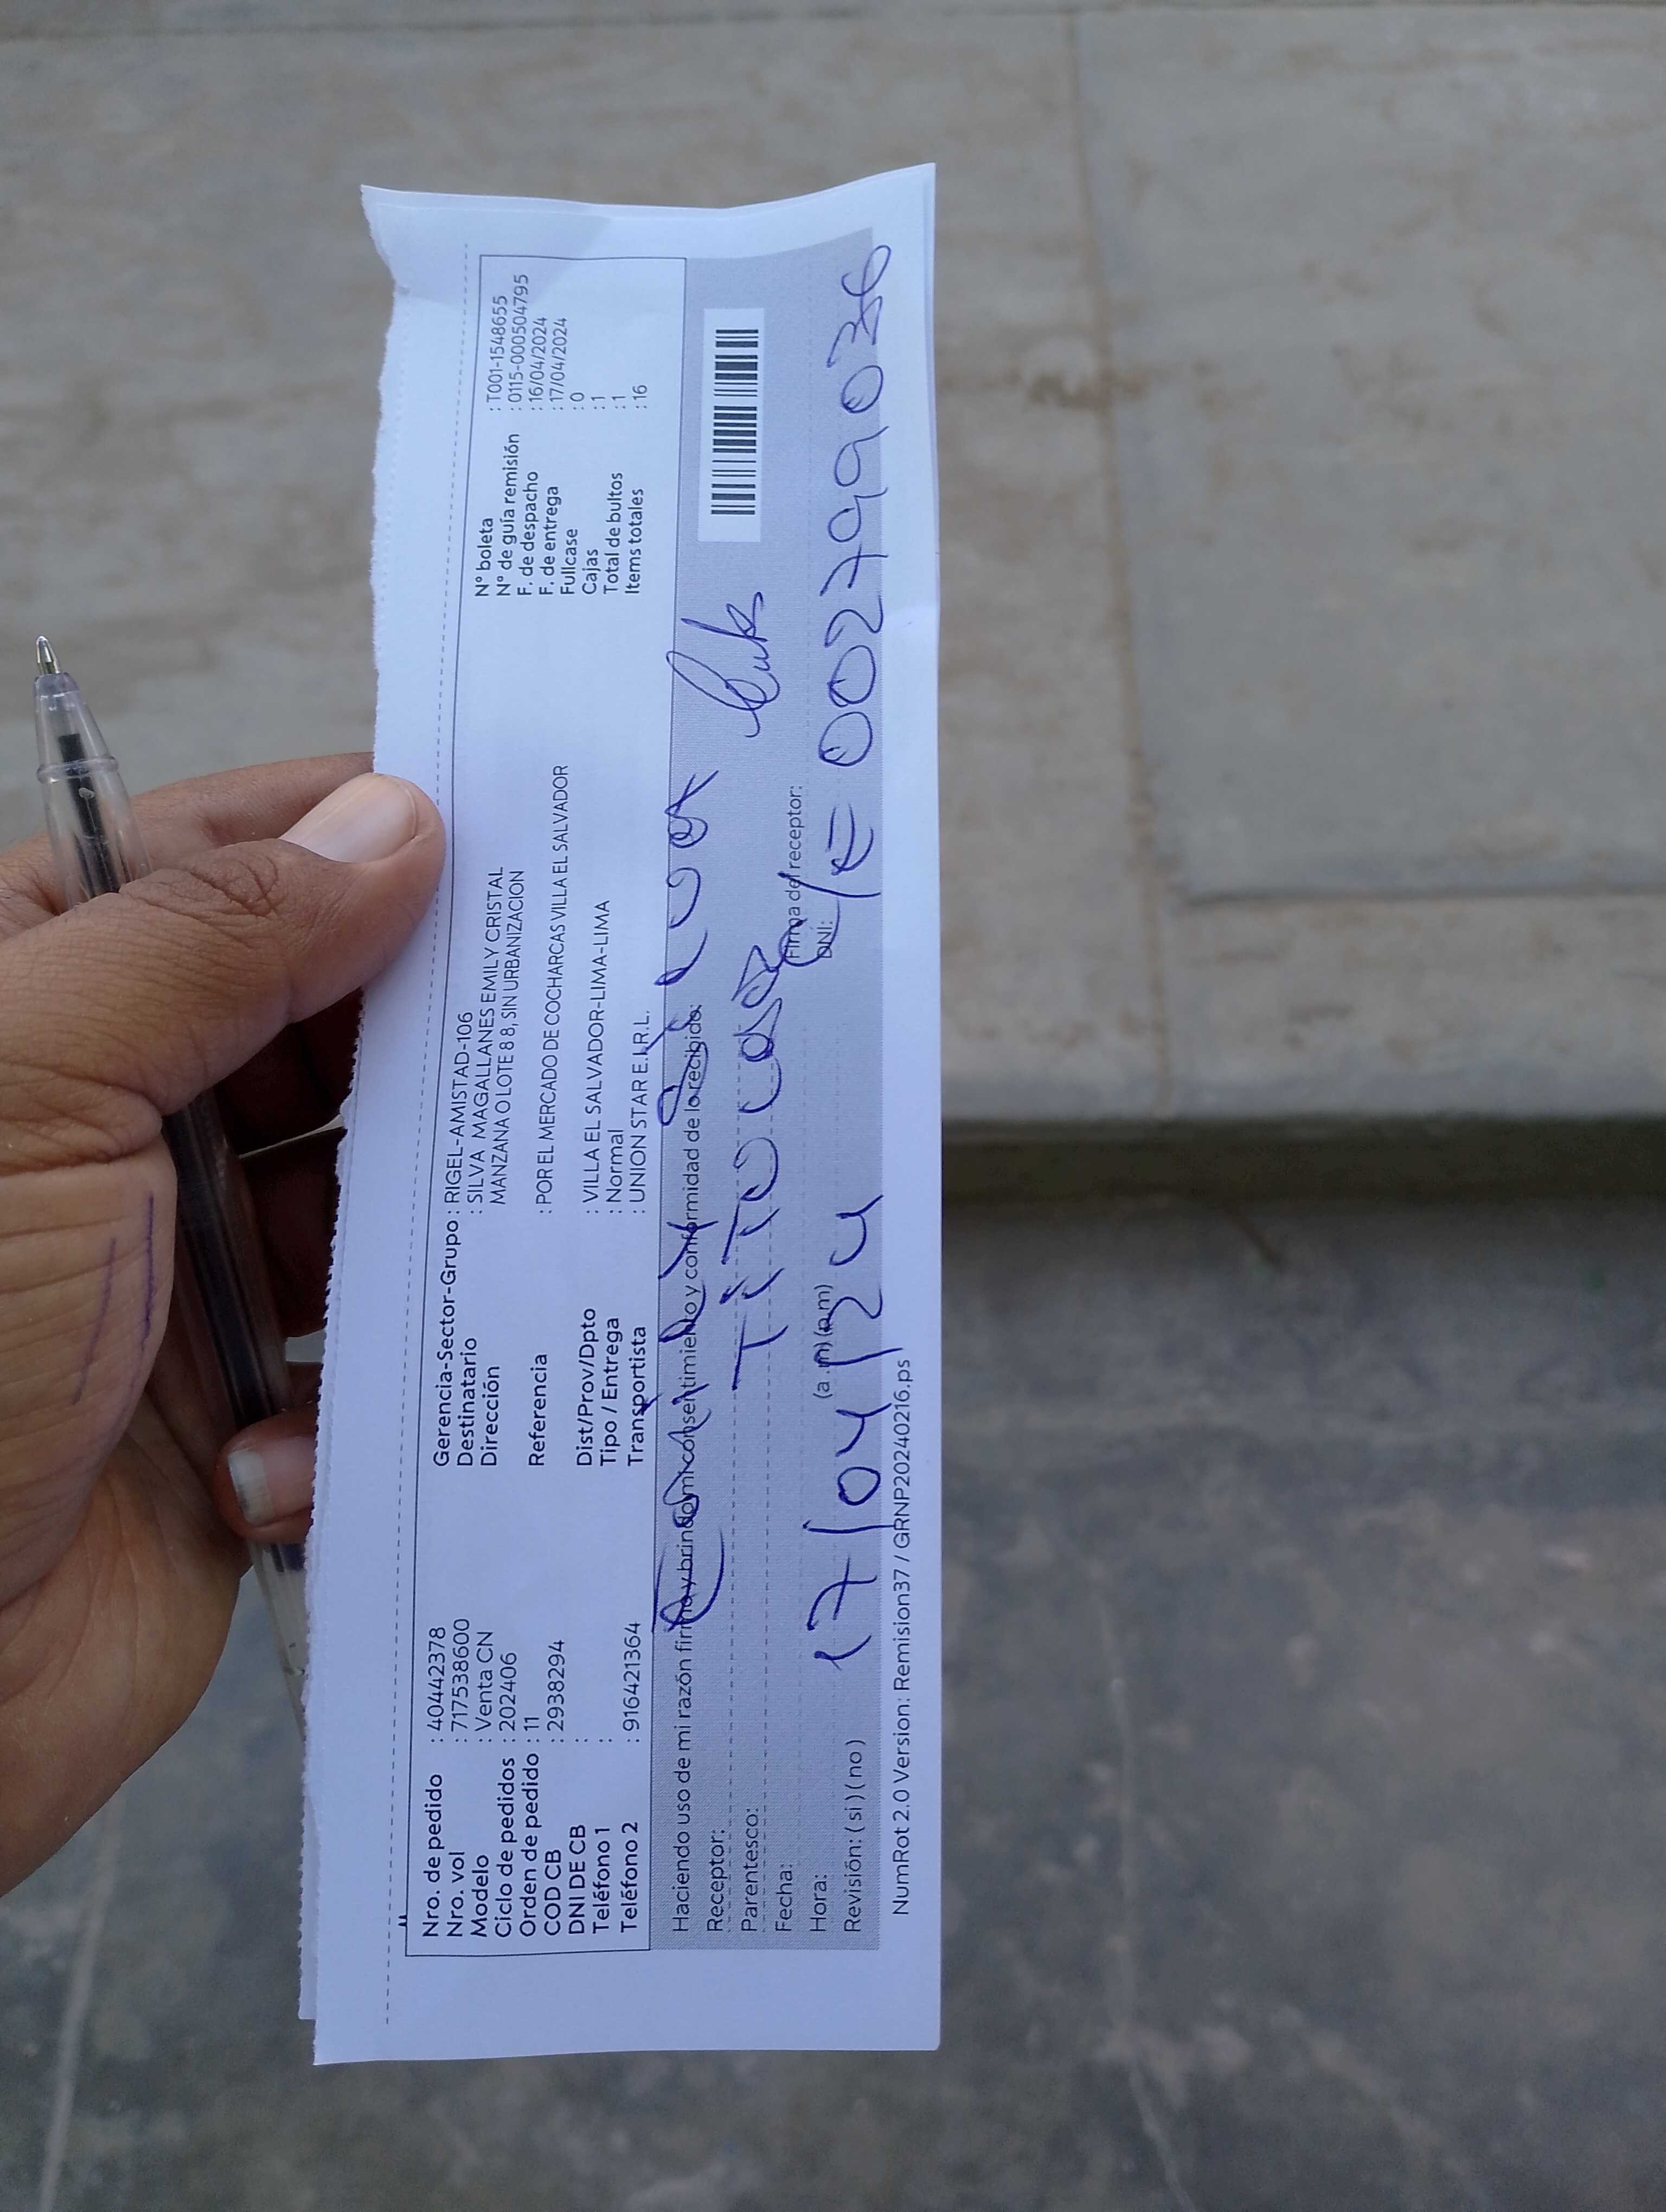 Nro. de pedido : 40442378
Nro. vol : 717538600
Modelo : Venta CN
Ciclo de pedidos : 202406
Orden de pedido : 11
COD CB : 2938294
DNI DE CB :
Teléfono 1 :
Teléfono 2 : 916421364
Gerencia-Sector-Grupo : RIGEL-AMISTAD-106
Destinatario : SILVA MAGALLANES EMILY CRISTAL
Dirección MANZANA O LOTE 8 8, SIN URBANIZACION
Referencia : POR EL MERCADO DE COCHARCAS VILLA EL SALVADOR
Dist/Prov/Dpto : VILLA EL SALVADOR-LIMA-LIMA
Tipo / Entrega : Normal
Transportista : UNION STAR E.I.R.L.
N° boleta : T001-1548655
N° de guía remisión : 0115-000504795
F. de despacho : 16/04/2024
F. de entrega : 17/04/2024
Fullcase : 0
Cajas : 1
Total de bultos : 1
Items totales : 16
Haciendo uso de mi razón firmo y brindo mi consentimiento y conformidad de lo recibido:
Receptor: Emily
Parentesco: Titular
Fecha: 17/04/24
Firma del receptor:
Hora: (a.m) (p.m)
DNI:
Revisión: ( si ) ( no )
NumRot 2.0 Version: Remision37 / GRNP20240216.ps